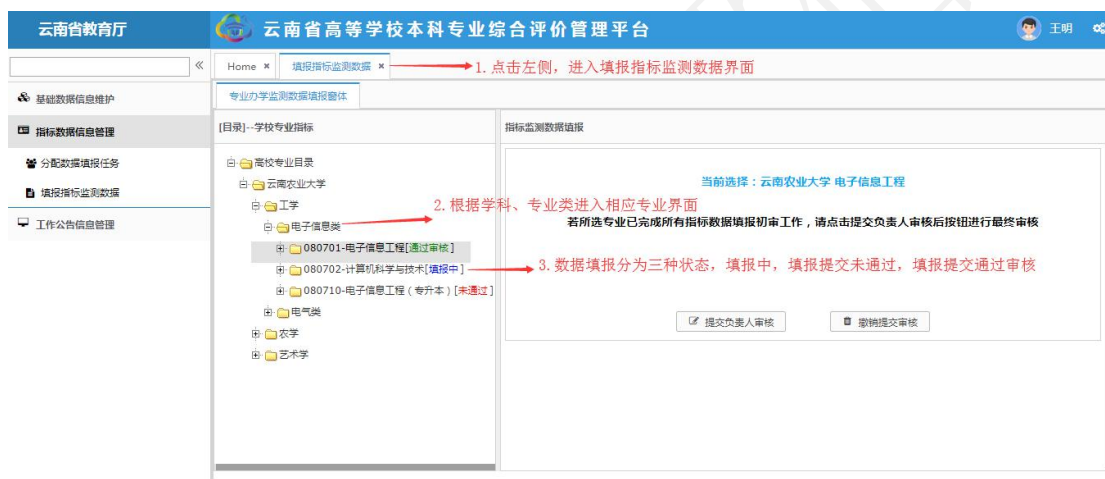 云南省教育厅
云南省高等学校本科专业综合评价管理平台
王明
Home ×
填报指标监测数据 ×
1.点击左侧，进入填报指标监测数据界面
基础数据信息维护
指标数据信息管理
分配数据填报任务
填报指标监测数据
工作公告信息管理
专业办学监测数据填报窗体
[目录]--学校专业指标
高校专业目录
云南农业大学
工学
2.根据学科、专业类进入相应专业界面
电子信息类
080701-电子信息工程[通过审核]
080702-计算机科学与技术[填报中]
3.数据填报分为三种状态，填报中，填报提交未通过，填报提交通过审核
080710-电子信息工程（专升本）[未通过]
电气类
农学
艺术学
指标监测数据填报
当前选择：云南农业大学 电子信息工程
若所选专业已完成所有指标数据填报初审工作，请点击提交负责人审核后按钮进行最终审核
提交负责人审核
撤销提交审核